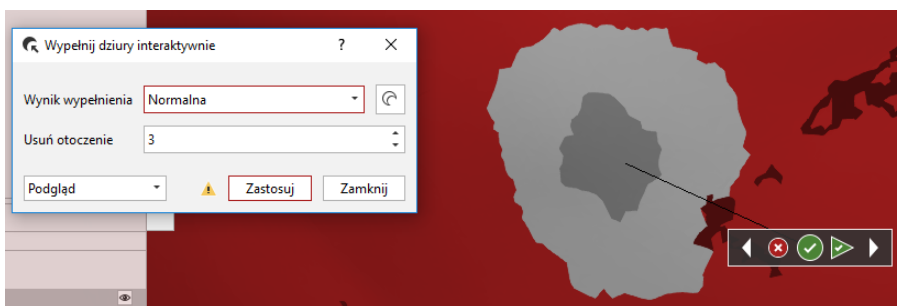 Wypełnij dziury interaktywnie ?
Wynik wypełnienia Normalna
Usuń otoczenie 3
Podgląd Zastosuj Zamknij